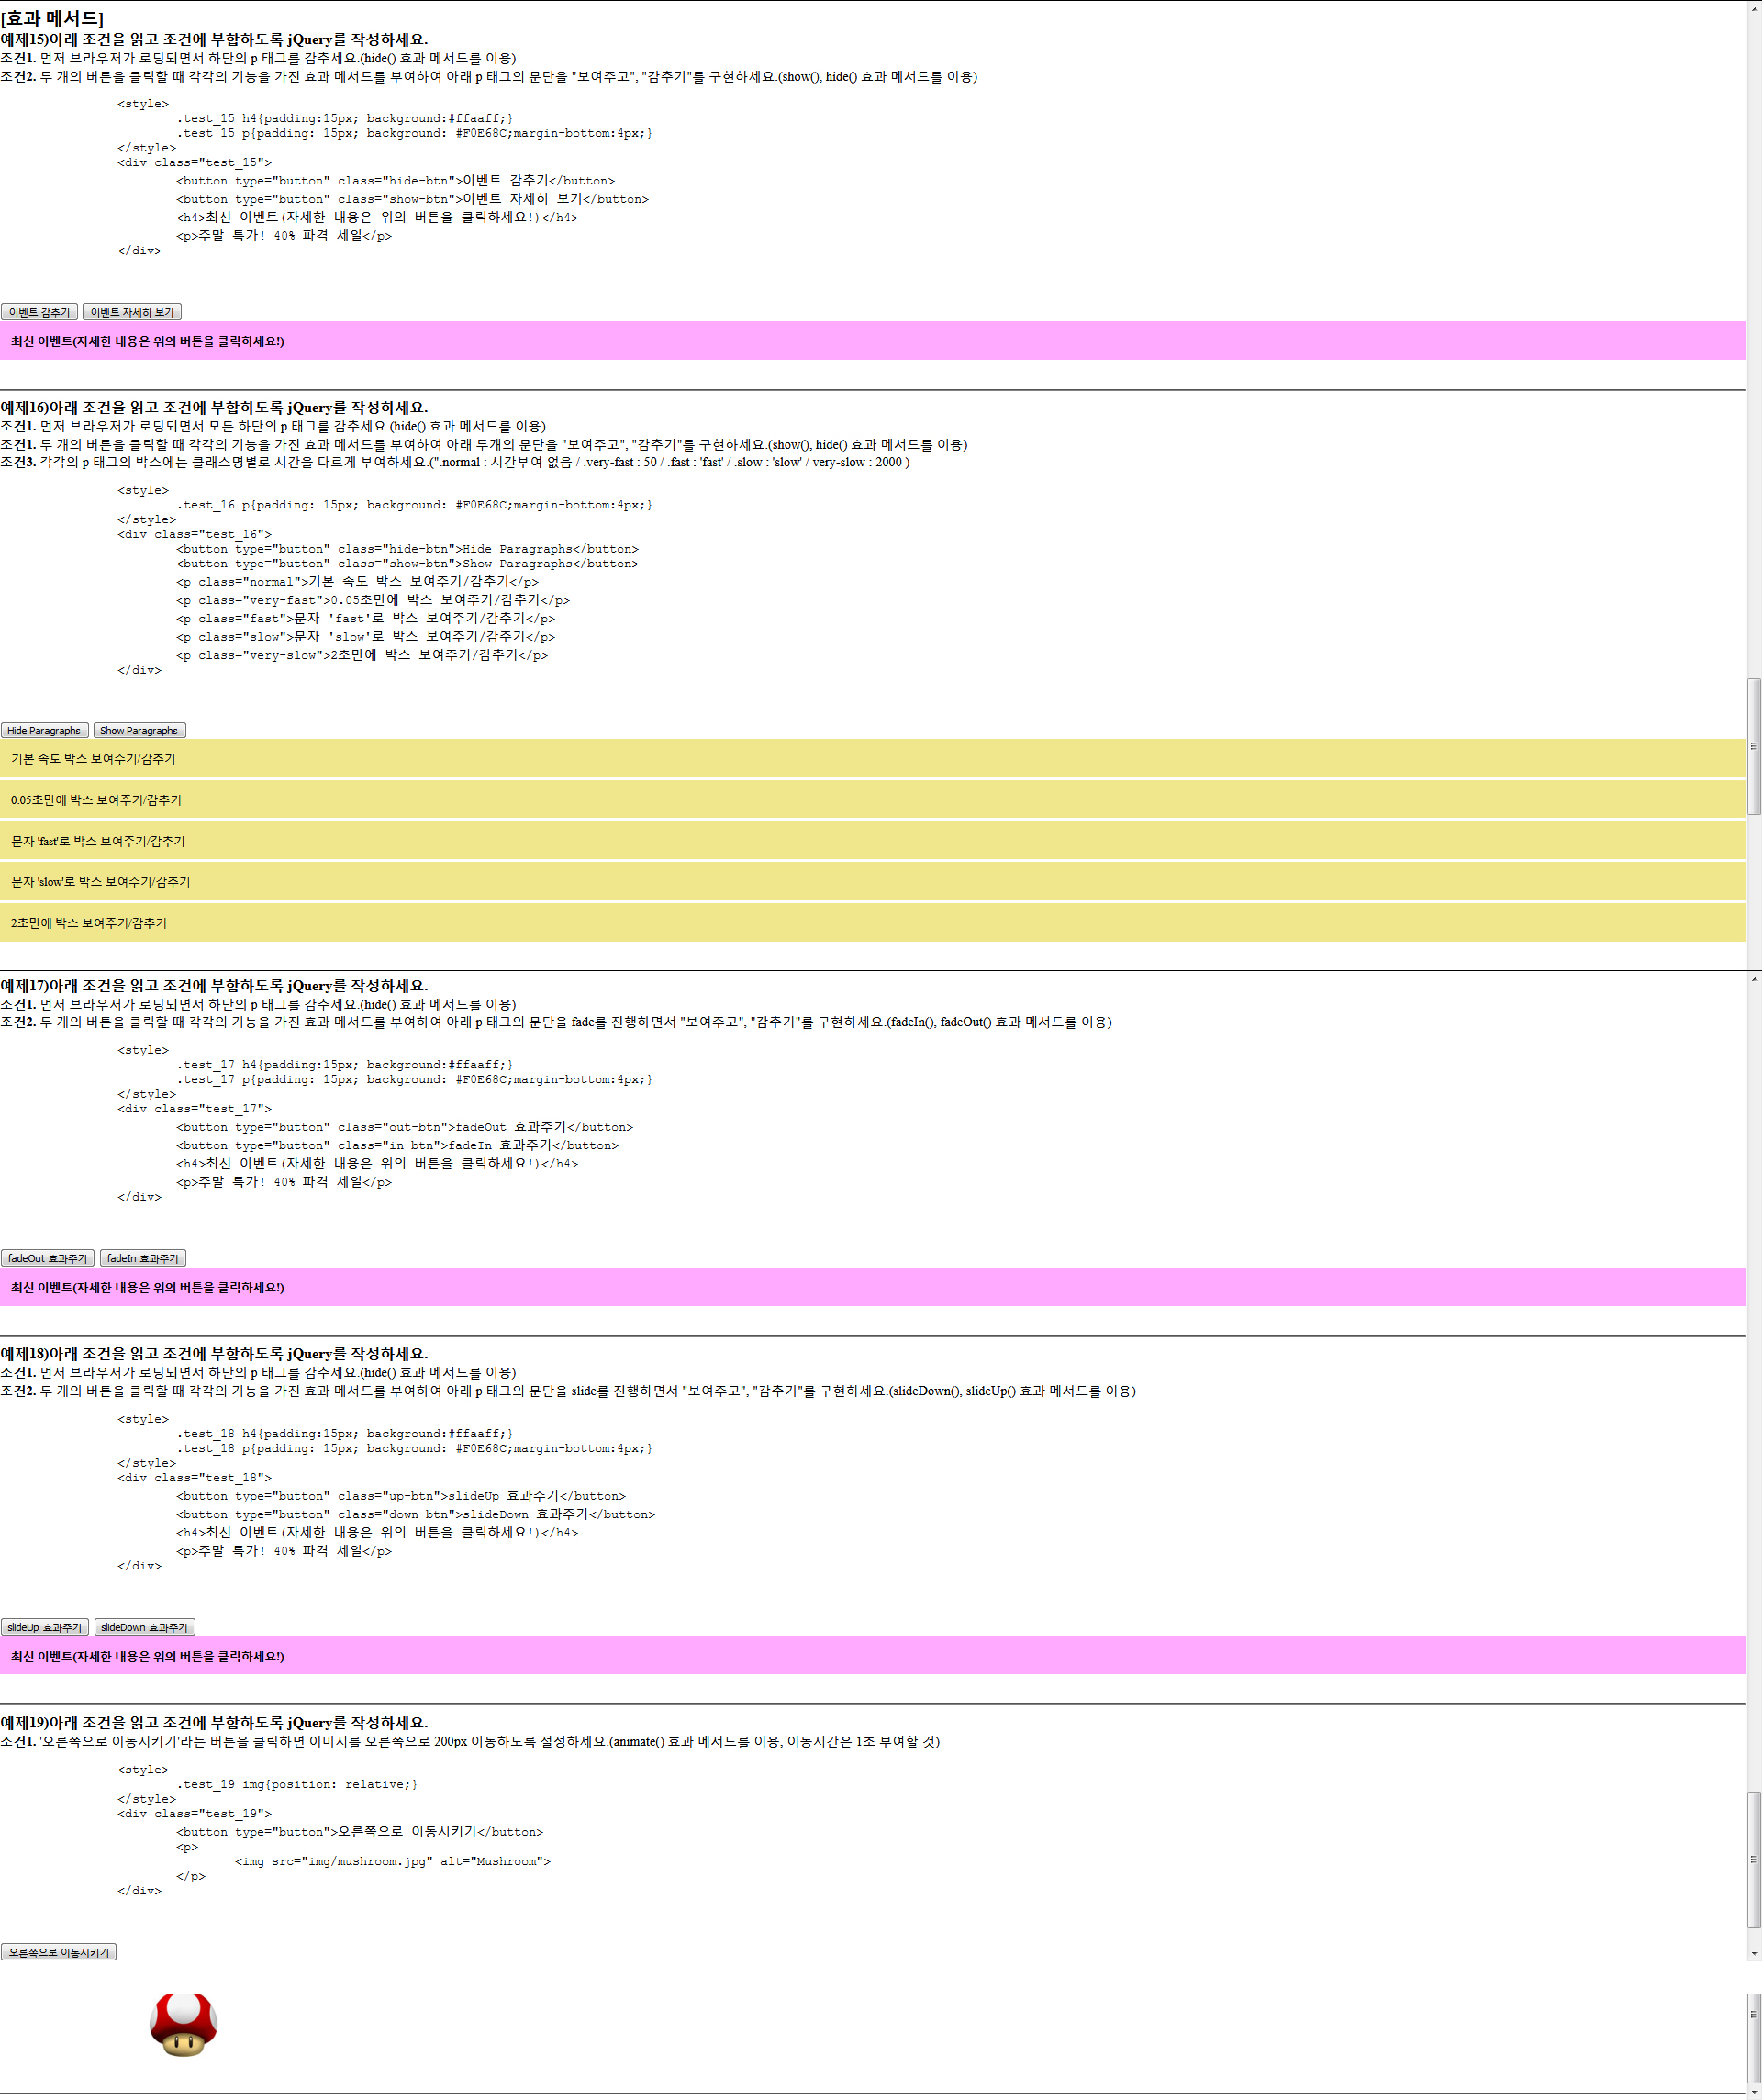 [효과 메서드]
예제15)아래 조건을 읽고 조건에 부합하도록 jQuery를 작성하세요.
조건1. 먼저 브라우저가 로딩되면서 하단의 p 태그를 감추세요.(hide() 효과 메서드를 이용)
조건2. 두 개의 버튼을 클릭할 때 각각의 기능을 가진 효과 메서드를 부여하여 아래 p 태그의 문단을 "보여주고", "감추기"를 구현하세요.(show(), hide() 효과 메서드를 이용)
<style>
.test_15 h4{padding:15px; background:#ffaaff;}
.test_15 p{padding: 15px; background: #F0E68C;margin-bottom:4px;}
</style>
<div class="test_15">
<button type="button" class="hide-btn">이벤트 감추기</button>
<button type="button" class="show-btn">이벤트 자세히 보기</button>
<h4>최신 이벤트(자세한 내용은 위의 버튼을 클릭하세요!)</h4>
<p>주말 특가! 40% 파격 세일</p>
</div>
이벤트 감추기 이벤트 자세히 보기
최신 이벤트(자세한 내용은 위의 버튼을 클릭하세요!)
예제16)아래 조건을 읽고 조건에 부합하도록 jQuery를 작성하세요.
조건1. 먼저 브라우저가 로딩되면서 모든 하단의 p 태그를 감추세요.(hide() 효과 메서드를 이용)
조건1. 두 개의 버튼을 클릭할 때 각각의 기능을 가진 효과 메서드를 부여하여 아래 두개의 문단을 "보여주고", "감추기"를 구현하세요.(show(), hide() 효과 메서드를 이용)
조건3. 각각의 p 태그의 박스에는 클래스명별로 시간을 다르게 부여하세요.(".normal : 시간부여 없음 / .very-fast : 50 / .fast : 'fast' / .slow : 'slow' / very-slow : 2000 )
<style>
.test_16 p{padding: 15px; background: #F0E68C;margin-bottom:4px;}
</style>
<div class="test_16">
<button type="button" class="hide-btn">Hide Paragraphs</button>
<button type="button" class="show-btn">Show Paragraphs</button>
<p class="normal">기본 속도 박스 보여주기/감추기</p>
<p class="very-fast">0.05초만에 박스 보여주기/감추기</p>
<p class="fast">문자 'fast'로 박스 보여주기/감추기</p>
<p class="slow">문자 'slow'로 박스 보여주기/감추기</p>
<p class="very-slow">2초만에 박스 보여주기/감추기</p>
</div>
Hide Paragraphs Show Paragraphs
기본 속도 박스 보여주기/감추기
0.05초만에 박스 보여주기/감추기
문자 'fast'로 박스 보여주기/감추기
문자 'slow'로 박스 보여주기/감추기
2초만에 박스 보여주기/감추기
예제17)아래 조건을 읽고 조건에 부합하도록 jQuery를 작성하세요.
조건1. 먼저 브라우저가 로딩되면서 하단의 p 태그를 감추세요.(hide() 효과 메서드를 이용)
조건2. 두 개의 버튼을 클릭할 때 각각의 기능을 가진 효과 메서드를 부여하여 아래 p 태그의 문단을 fade를 진행하면서 "보여주고", "감추기"를 구현하세요.(fadeIn(), fadeOut() 효과 메서드를 이용)
<style>
.test_17 h4{padding:15px; background:#ffaaff;}
.test_17 p{padding: 15px; background: #F0E68C;margin-bottom:4px;}
</style>
<div class="test_17">
<button type="button" class="out-btn">fadeOut 효과주기</button>
<button type="button" class="in-btn">fadeIn 효과주기</button>
<h4>최신 이벤트(자세한 내용은 위의 버튼을 클릭하세요!)</h4>
<p>주말 특가! 40% 파격 세일</p>
</div>
fadeOut 효과주기 fadeIn 효과주기
최신 이벤트(자세한 내용은 위의 버튼을 클릭하세요!)
예제18)아래 조건을 읽고 조건에 부합하도록 jQuery를 작성하세요.
조건1. 먼저 브라우저가 로딩되면서 하단의 p 태그를 감추세요.(hide() 효과 메서드를 이용)
조건2. 두 개의 버튼을 클릭할 때 각각의 기능을 가진 효과 메서드를 부여하여 아래 p 태그의 문단을 slide를 진행하면서 "보여주고", "감추기"를 구현하세요.(slideDown(), slideUp() 효과 메서드를 이용)
<style>
.test_18 h4{padding:15px; background:#ffaaff;}
.test_18 p{padding: 15px; background: #F0E68C;margin-bottom:4px;}
</style>
<div class="test_18">
<button type="button" class="up-btn">slideUp 효과주기</button>
<button type="button" class="down-btn">slideDown 효과주기</button>
<h4>최신 이벤트(자세한 내용은 위의 버튼을 클릭하세요!)</h4>
<p>주말 특가! 40% 파격 세일</p>
</div>
slideUp 효과주기 slideDown 효과주기
최신 이벤트(자세한 내용은 위의 버튼을 클릭하세요!)
예제19)아래 조건을 읽고 조건에 부합하도록 jQuery를 작성하세요.
조건1. '오른쪽으로 이동시키기'라는 버튼을 클릭하면 이미지를 오른쪽으로 200px 이동하도록 설정하세요.(animate() 효과 메서드를 이용, 이동시간은 1초 부여할 것)
<style>
.test_19 img{position: relative;}
</style>
<div class="test_19">
<button type="button">오른쪽으로 이동시키기</button>
<p>
<img src="img/mushroom.jpg" alt="Mushroom">
</p>
</div>
오른쪽으로 이동시키기